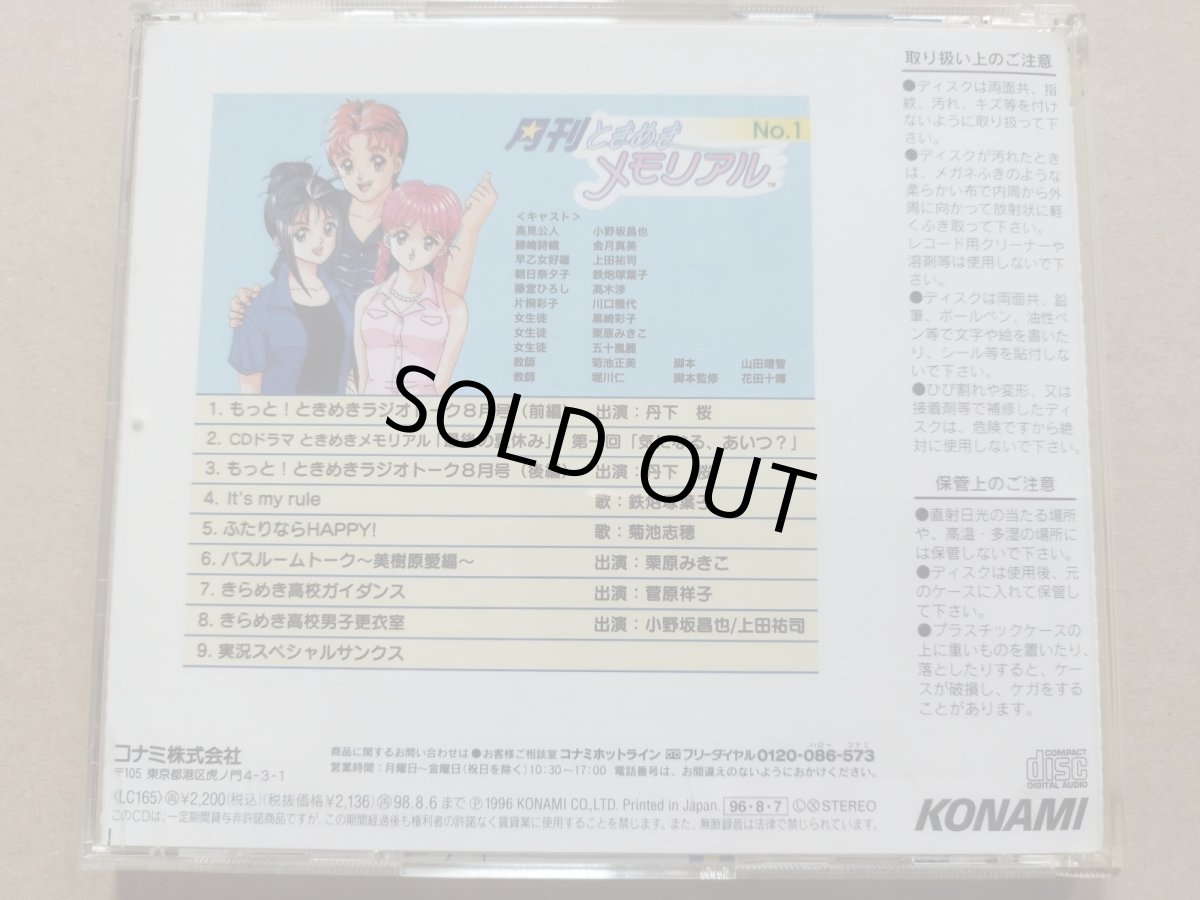 月刊ときめきメモリアル™
No.1
<キャスト>
高見公人 小野坂昌也
藤崎詩織 金月真美
早乙女好雄 上田祐司
朝日奈夕子 鉄炮塚葉子
藤堂ひろし 高木渉
片桐彩子 川口雅代
女生徒 黒崎彩子
女生徒 栗原みきこ
女生徒 五十嵐麗
教師 菊池正美 脚本 山田靖智
教師 堀川仁 脚本監修 花田十輝
1. もっと!ときめきラジオトーク8月号(前編) 出演:丹下 桜
2. CDドラマ ときめきメモリアル「最後の夏休み」 第一回「気になる、あいつ?」
3. もっと!ときめきラジオトーク8月号(後編) 出演:丹下 桜
4. It's my rule 歌:鉄炮塚葉子
5. ふたりならHAPPY! 歌:菊池志穂
6. バスルームトーク〜美樹原愛編〜 出演:栗原みきこ
7. きらめき高校ガイダンス 出演:菅原祥子
8. きらめき高校男子更衣室 出演:小野坂昌也/上田祐司
9. 実況スペシャルサンクス
SOLD OUT
取り扱い上のご注意
●ディスクは両面共、指
紋、汚れ、キズ等を付け
ないように取り扱って下
さい。
●ディスクが汚れたとき
は、メガネふきのような
柔らかい布で内周から外
周に向かって放射状に軽
くふき取って下さい。
レコード用クリーナーや
溶剤等は使用しないで下
さい。
●ディスクは両面共、鉛
筆、ボールペン、油性ペ
ン等で文字や絵を書いた
り、シール等を貼付しな
いで下さい。
●ひび割れや変形、又は
接着剤等で補修したディ
スクは、危険ですから絶
対に使用しないで下さい。
保管上のご注意
●直射日光の当たる場所
や、高温・多湿の場所に
は保管しないで下さい。
●ディスクは使用後、元
のケースに入れて保管し
て下さい。
●プラスチックケースの
上に重いものを置いたり、
落としたりすると、ケー
スが破損し、ケガをする
ことがあります。
コナミ株式会社
〒105 東京都港区虎ノ門4-3-1
商品に関するお問い合わせは●お客様ご相談室 コナミホットライン フリーダイヤル0120-086-573
ハロー コナミ
営業時間:月曜日〜金曜日(祝日を除く)10:30〜17:00 電話番号は、お間違えのないようにおかけください。
〈LC165〉㊢¥2,200(税込)(税抜価格¥2,136)㊢98.8.6まで Ⓟ1996 KONAMI CO.,LTD. Printed in Japan. 96・8・7 ⓁⓍSTEREO
このCDは、一定期間貸与非許諾商品ですが、この期間経過後も権利者の許諾なく賃貸業に使用することを禁じます。また、無断録音は法律で禁じられています。
COMPACT
disc
DIGITAL AUDIO
KONAMI